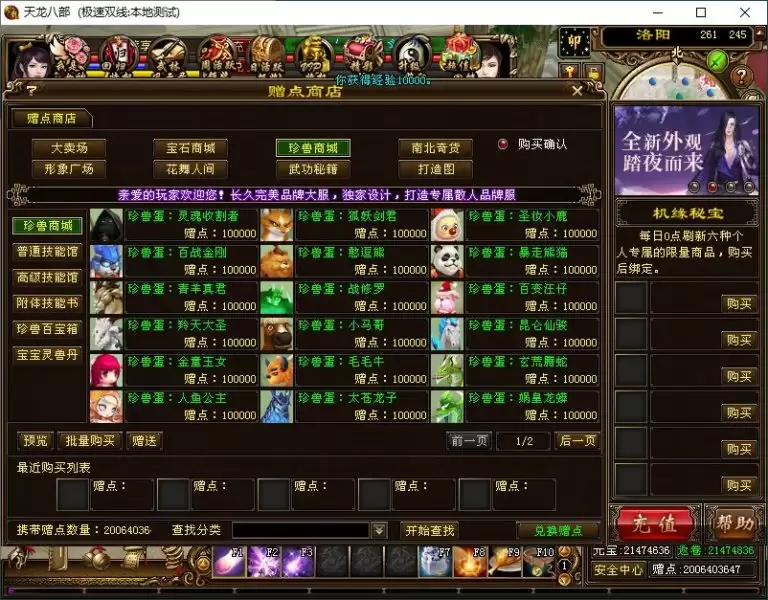 天龙八部 (极速双线:本地测试)
洛阳 261 245
北
你获得经验10000。
赠点商店
赠点商店
大卖场 宝石商城 珍兽商城 南北奇货 购买确认
形象广场 花舞人间 武功秘籍 打造图
亲爱的玩家欢迎您！长久完美品牌大服，独家设计，打造专属散人品牌服
珍兽商城
普通技能馆
高级技能馆
附体技能书
珍兽百宝箱
宝宝灵兽丹
珍兽蛋：灵魂收割者 珍兽蛋：狐妖剑君 珍兽蛋：圣妆小鹿
赠点：100000 赠点：100000 赠点：100000
珍兽蛋：百战金刚 珍兽蛋：憨逗熊 珍兽蛋：暴走熊猫
赠点：100000 赠点：100000 赠点：100000
珍兽蛋：青羊真君 珍兽蛋：战修罗 珍兽蛋：百变汪仔
赠点：100000 赠点：100000 赠点：100000
珍兽蛋：羚天大圣 珍兽蛋：小马哥 珍兽蛋：昆仑仙骏
赠点：100000 赠点：100000 赠点：100000
珍兽蛋：金童玉女 珍兽蛋：毛毛牛 珍兽蛋：玄荒腾蛇
赠点：100000 赠点：100000 赠点：100000
珍兽蛋：人鱼公主 珍兽蛋：太苍龙子 珍兽蛋：娲皇龙蟒
赠点：100000 赠点：100000 赠点：100000
预览 批量购买 赠送 前一页 1/2 后一页
最近购买列表
赠点： 赠点： 赠点： 赠点： 赠点：
携带赠点数量：20064036 查找分类 开始查找 兑换赠点
全新外观
踏夜而来
机缘秘宝
每日0点刷新六种个
人专属的限量商品，购买
后绑定。
购买
购买
购买
购买
购买
购买
充值 帮助
元宝:21474636 返卷:21474836
安全中心 赠点:2006403647
F1 F2 F3 F7 F8 F9 F10
1